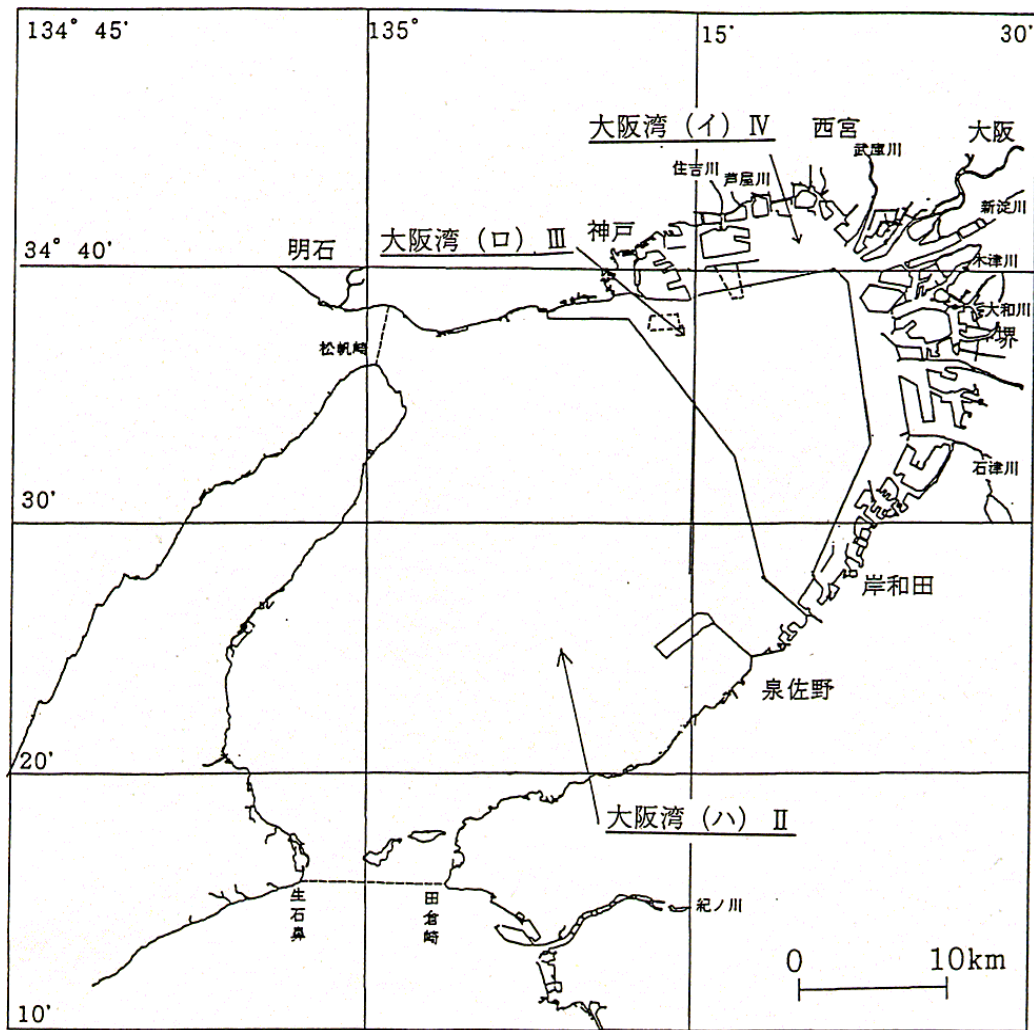 134° 45'
135°
15'
30'
大阪湾（イ）Ⅳ
西宮
大阪
武庫川
住吉川
芦屋川
新淀川
大阪湾（ロ）Ⅲ
神戸
明石
34° 40'
木津川
大和川
堺
松帆崎
石津川
30'
岸和田
泉佐野
20'
大阪湾（ハ）Ⅱ
生石鼻
田倉崎
紀ノ川
0
10km
10'